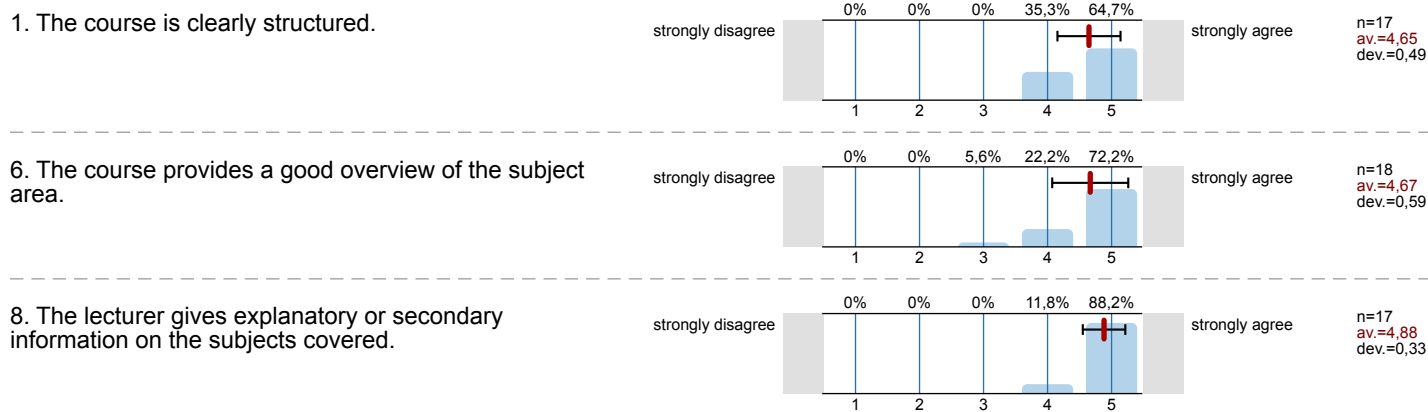 1. The course is clearly structured.
strongly disagree
0% 0% 0% 35,3% 64,7%
1 2 3 4 5
strongly agree
n=17
av.=4,65
dev.=0,49
6. The course provides a good overview of the subject
area.
strongly disagree
0% 0% 5,6% 22,2% 72,2%
1 2 3 4 5
strongly agree
n=18
av.=4,67
dev.=0,59
8. The lecturer gives explanatory or secondary
information on the subjects covered.
strongly disagree
0% 0% 0% 11,8% 88,2%
1 2 3 4 5
strongly agree
n=17
av.=4,88
dev.=0,33